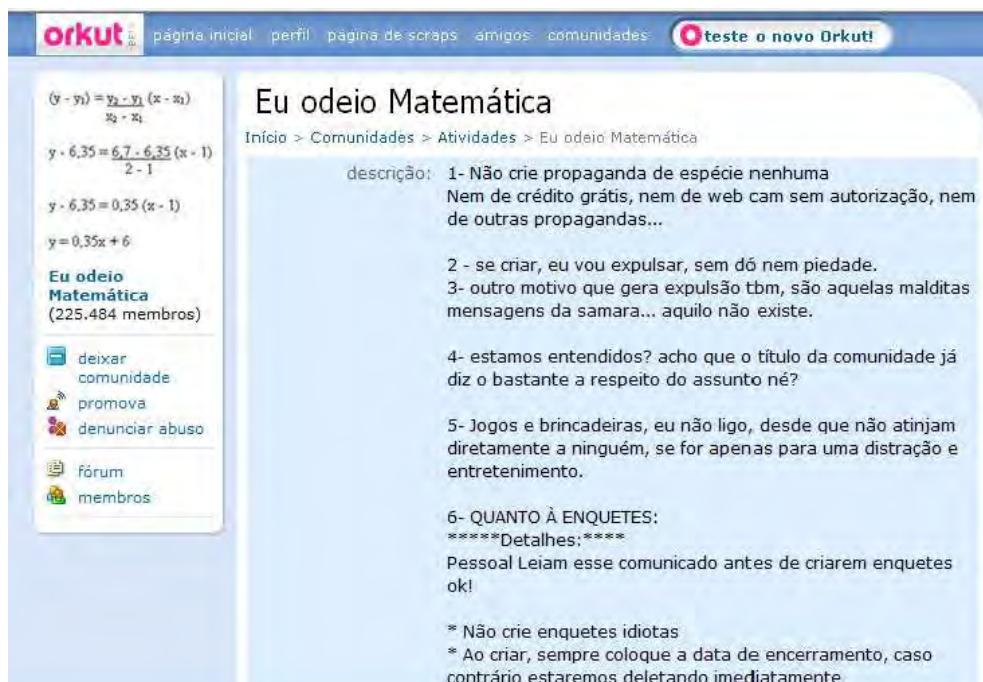 orkut BETA página inicial perfil página de scraps amigos comunidades teste o novo Orkut!
(y - y₁) = y₂ - y₁ (x - x₁)
x₂ - x₁
y - 6,35 = 6,7 - 6,35 (x - 1)
2 - 1
y - 6,35 = 0,35 (x - 1)
y = 0,35x + 6
Eu odeio
Matemática
(225.484 membros)
deixar
comunidade
promova
denunciar abuso
fórum
membros
Eu odeio Matemática
Início > Comunidades > Atividades > Eu odeio Matemática
descrição: 1- Não crie propaganda de espécie nenhuma
Nem de crédito grátis, nem de web cam sem autorização, nem
de outras propagandas...
2 - se criar, eu vou expulsar, sem dó nem piedade.
3- outro motivo que gera expulsão tbm, são aquelas malditas
mensagens da samara... aquilo não existe.
4- estamos entendidos? acho que o título da comunidade já
diz o bastante a respeito do assunto né?
5- Jogos e brincadeiras, eu não ligo, desde que não atinjam
diretamente a ninguém, se for apenas para uma distração e
entretenimento.
6- QUANTO À ENQUETES:
*****Detalhes:****
Pessoal Leiam esse comunicado antes de criarem enquetes
ok!
* Não crie enquetes idiotas
* Ao criar, sempre coloque a data de encerramento, caso
contrário estaremos deletando imediatamente